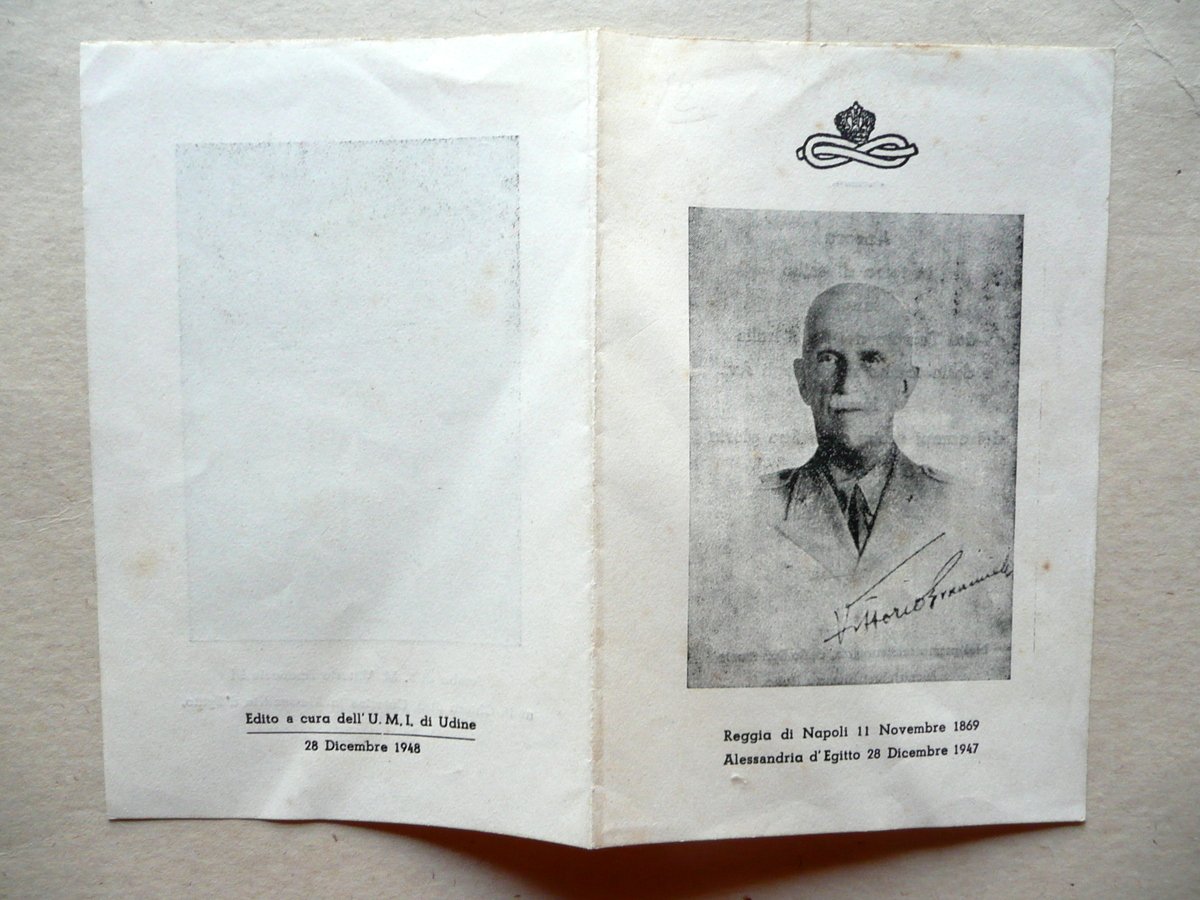 Edito a cura dell' U. M. I. di Udine
28 Dicembre 1948
Vittorio Emanuele
Reggia di Napoli 11 Novembre 1869
Alessandria d' Egitto 28 Dicembre 1947